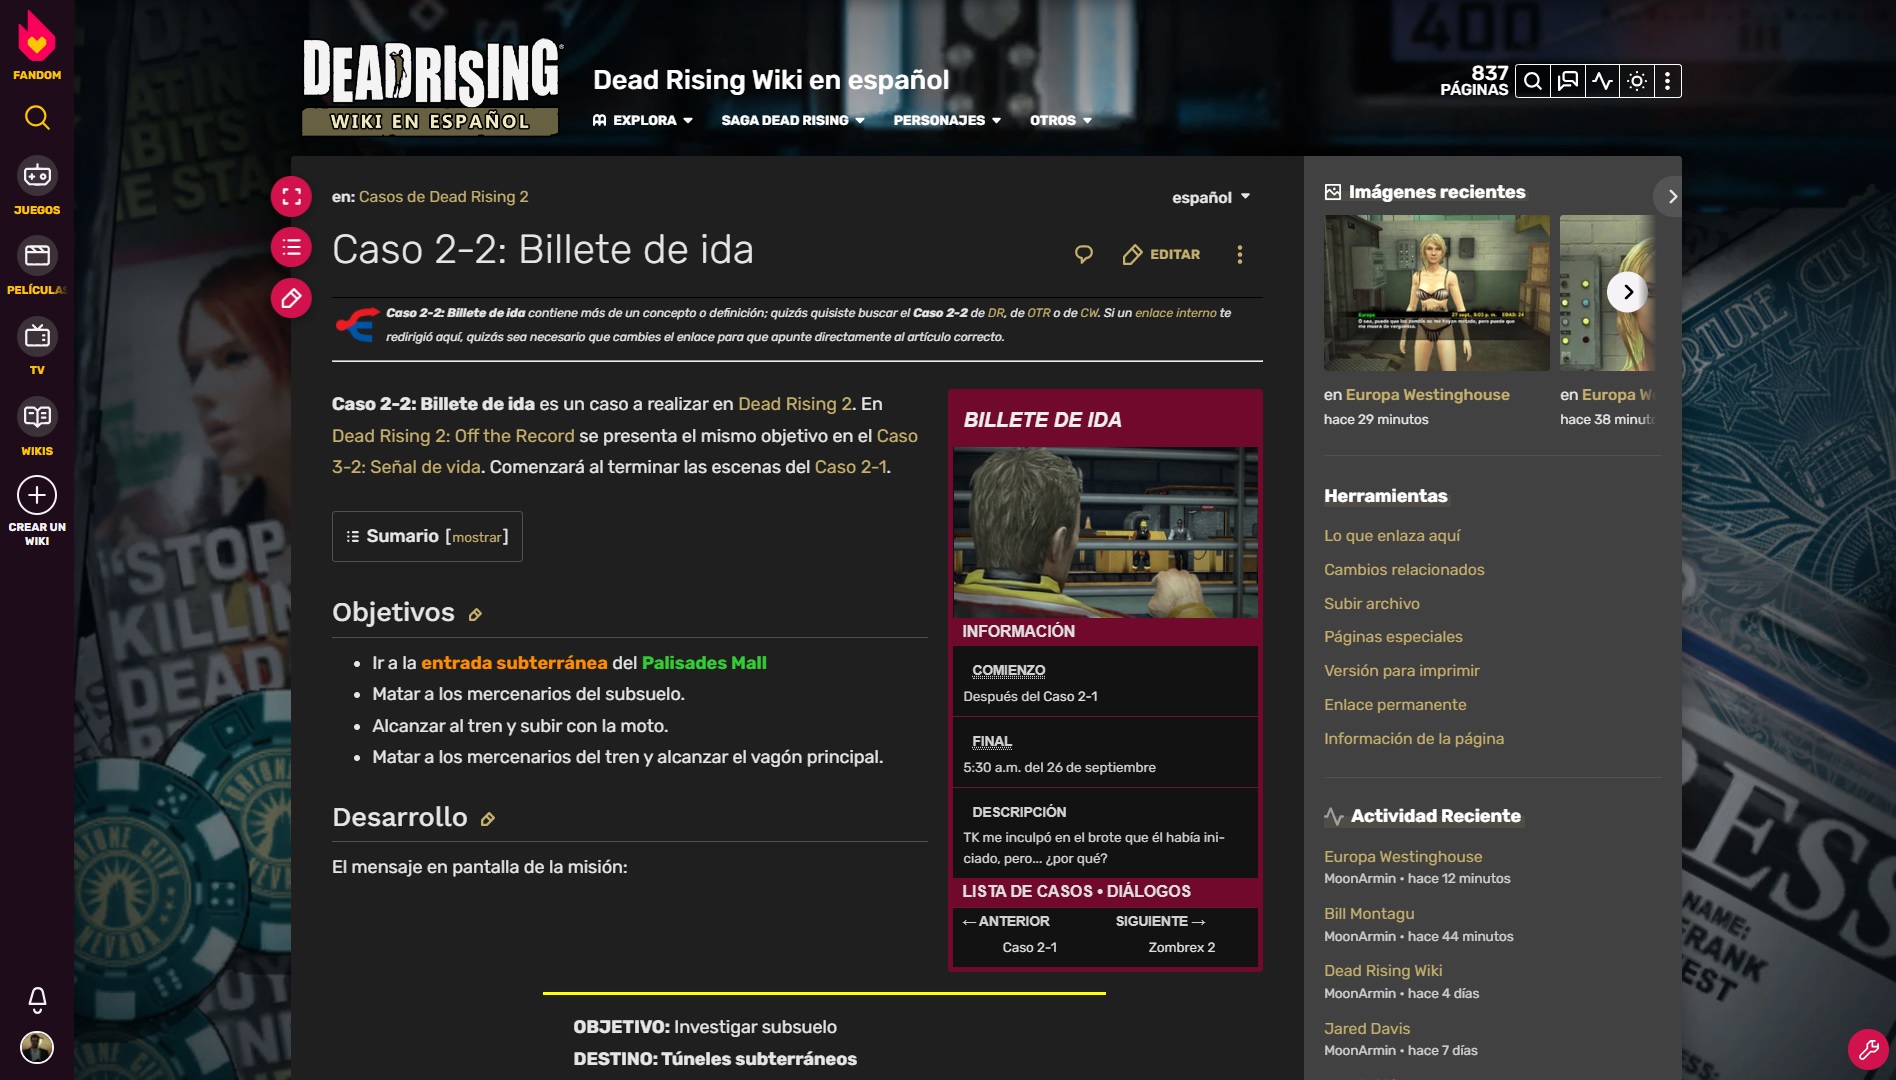 FANDOM
JUEGOS
PELÍCULAS
TV
WIKIS
CREAR UN
WIKI
DEADRISING
WIKI EN ESPAÑOL
Dead Rising Wiki en español
EXPLORA
SAGA DEAD RISING
PERSONAJES
OTROS
837
PÁGINAS
en: Casos de Dead Rising 2
español
Caso 2-2: Billete de ida
EDITAR
Caso 2-2: Billete de ida contiene más de un concepto o definición; quizás quisiste buscar el Caso 2-2 de DR, de OTR o de CW. Si un enlace interno te
redirigió aquí, quizás sea necesario que cambies el enlace para que apunte directamente al artículo correcto.
Caso 2-2: Billete de ida es un caso a realizar en Dead Rising 2. En
Dead Rising 2: Off the Record se presenta el mismo objetivo en el Caso
3-2: Señal de vida. Comenzará al terminar las escenas del Caso 2-1.
Sumario [mostrar]
Objetivos
• Ir a la entrada subterránea del Palisades Mall
• Matar a los mercenarios del subsuelo.
• Alcanzar al tren y subir con la moto.
• Matar a los mercenarios del tren y alcanzar el vagón principal.
Desarrollo
El mensaje en pantalla de la misión:
OBJETIVO: Investigar subsuelo
DESTINO: Túneles subterráneos
BILLETE DE IDA
INFORMACIÓN
COMIENZO
Después del Caso 2-1
FINAL
5:30 a.m. del 26 de septiembre
DESCRIPCIÓN
TK me inculpó en el brote que él había ini-
ciado, pero... ¿por qué?
LISTA DE CASOS • DIÁLOGOS
← ANTERIOR
SIGUIENTE →
Caso 2-1
Zombrex 2
Imágenes recientes
en Europa Westinghouse
hace 29 minutos
en Europa
hace 38
Herramientas
Lo que enlaza aquí
Cambios relacionados
Subir archivo
Páginas especiales
Versión para imprimir
Enlace permanente
Información de la página
Actividad Reciente
Europa Westinghouse
MoonArmin • hace 12 minutos
Bill Montagu
MoonArmin • hace 44 minutos
Dead Rising Wiki
MoonArmin • hace 4 días
Jared Davis
MoonArmin • hace 7 días
400
"STOP
DEAD
FORTUNE CITY
NEVADA
NAME:
FRANK